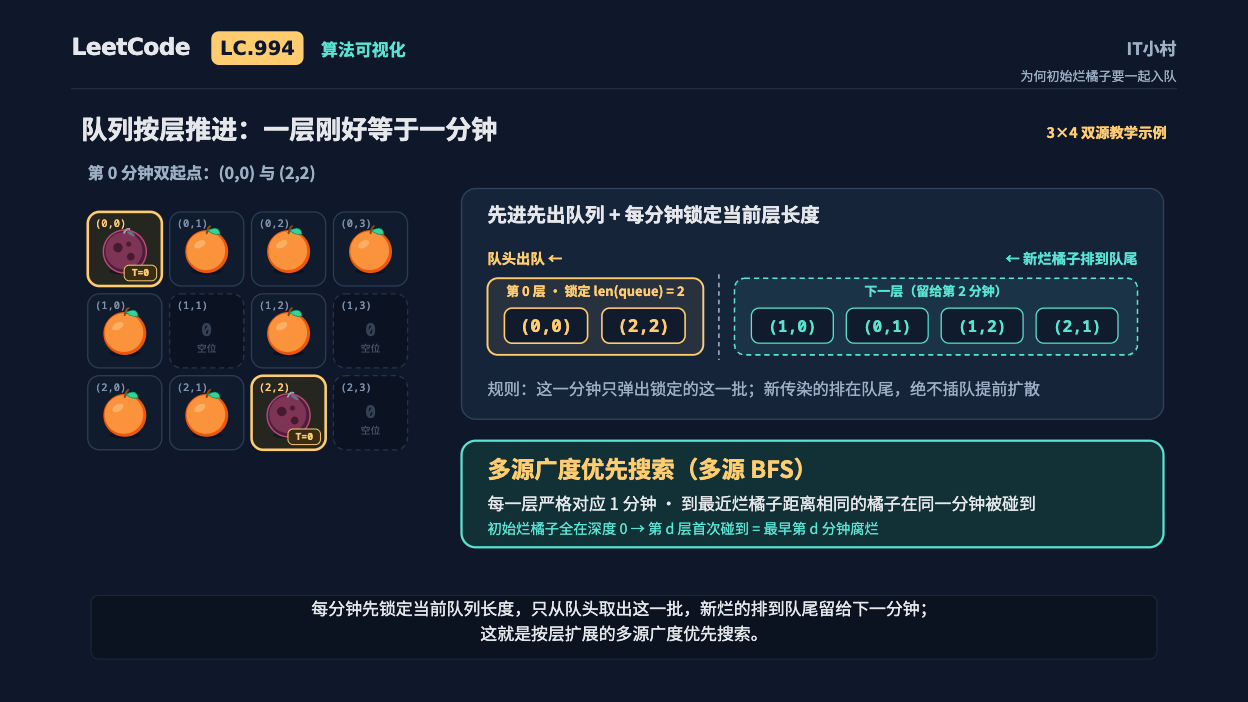 LeetCode LC.994 算法可视化
IT小村
为何初始烂橘子要一起入队
队列按层推进：一层刚好等于一分钟
3×4 双源教学示例
第 0 分钟双起点：(0,0) 与 (2,2)
(0,0) (0,1) (0,2) (0,3)
T=0
(1,0) (1,1) (1,2) (1,3)
0 0
空位 空位
(2,0) (2,1) (2,2) (2,3)
0
T=0 空位
先进先出队列 + 每分钟锁定当前层长度
队头出队 ← ← 新烂橘子排到队尾
第 0 层 · 锁定 len(queue) = 2
(0,0) (2,2)
下一层（留给第 2 分钟）
(1,0) (0,1) (1,2) (2,1)
规则：这一分钟只弹出锁定的这一批；新传染的排在队尾，绝不插队提前扩散
多源广度优先搜索（多源 BFS）
每一层严格对应 1 分钟 · 到最近烂橘子距离相同的橘子在同一分钟被碰到
初始烂橘子全在深度 0 → 第 d 层首次碰到 = 最早第 d 分钟腐烂
每分钟先锁定当前队列长度，只从队头取出这一批，新烂的排到队尾留给下一分钟；
这就是按层扩展的多源广度优先搜索。